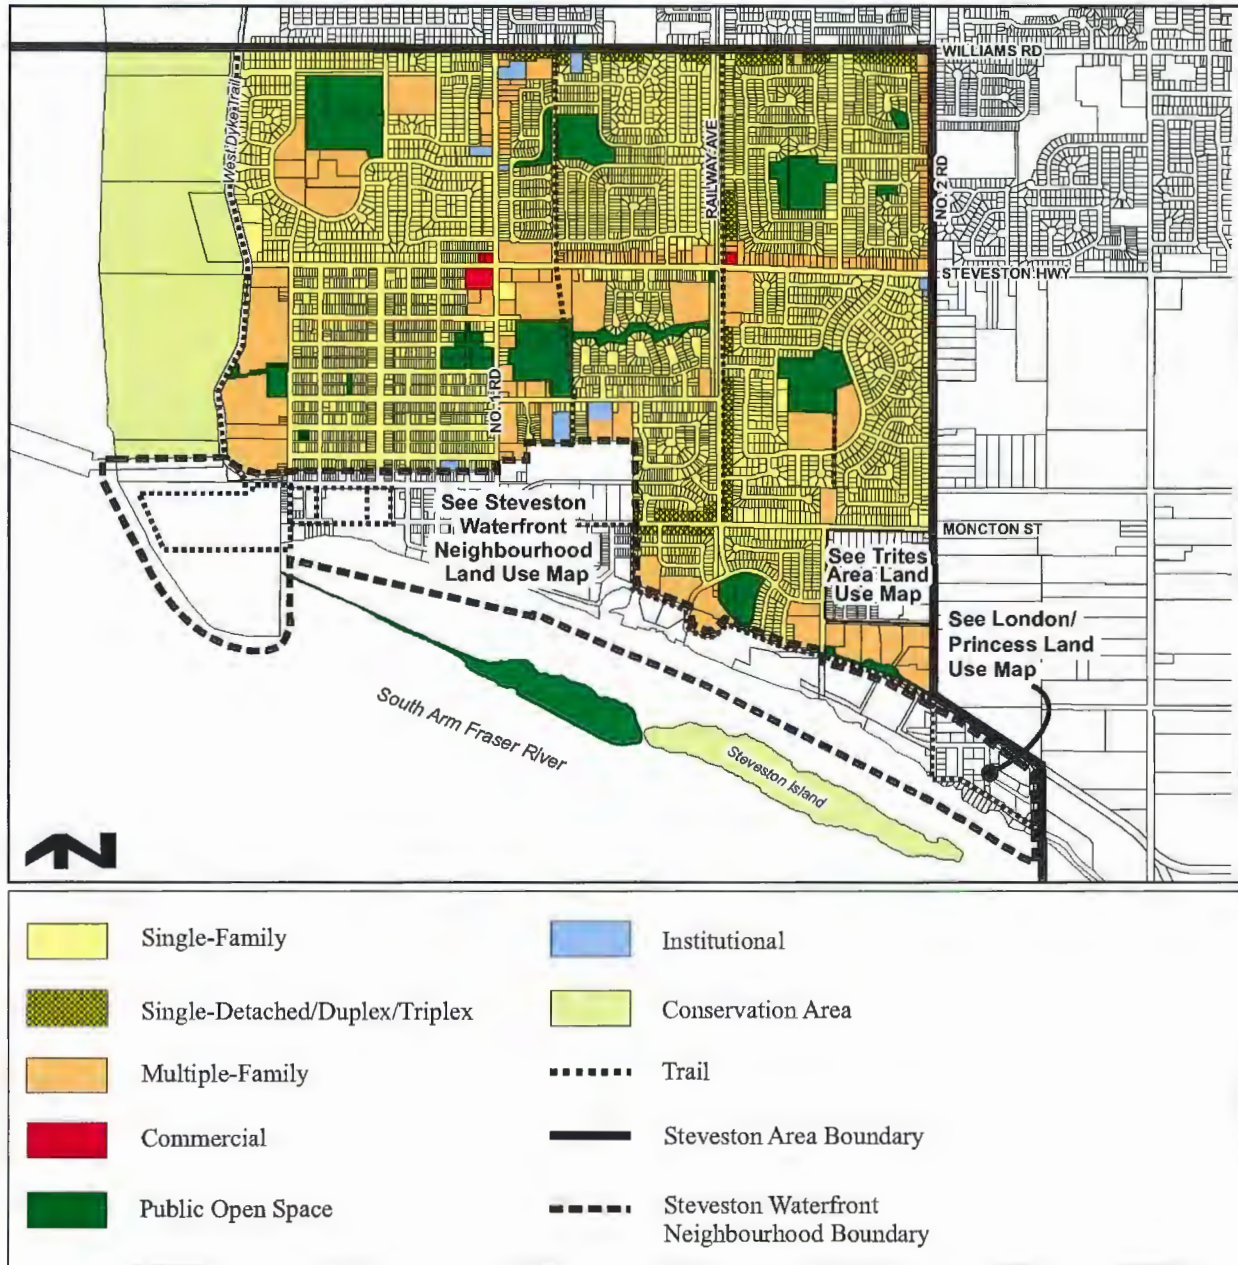 WILLIAMS RD
West Dyke Trail
RAILWAY AVE
NO. 2 RD
STEVESTON HWY
NO. 1 RD
See Steveston
Waterfront
Neighbourhood
Land Use Map
MONCTON ST
See Trites
Area Land
Use Map
See London/
Princess Land
Use Map
South Arm Fraser River
Steveston Island
N
Single-Family
Institutional
Single-Detached/Duplex/Triplex
Conservation Area
Multiple-Family
Trail
Commercial
Steveston Area Boundary
Public Open Space
Steveston Waterfront
Neighbourhood Boundary